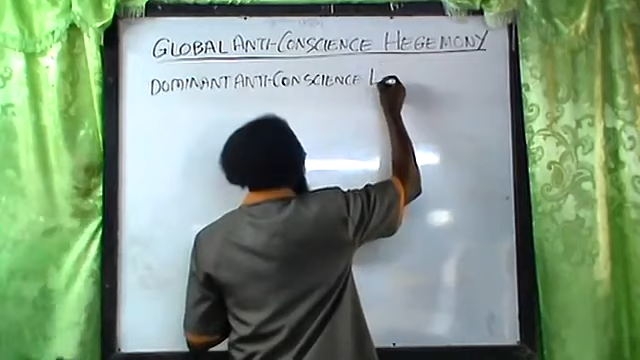 GLOBAL ANTI-CONSCIENCE HEGEMONY
DOMINANT ANTI-CONSCIENCE L